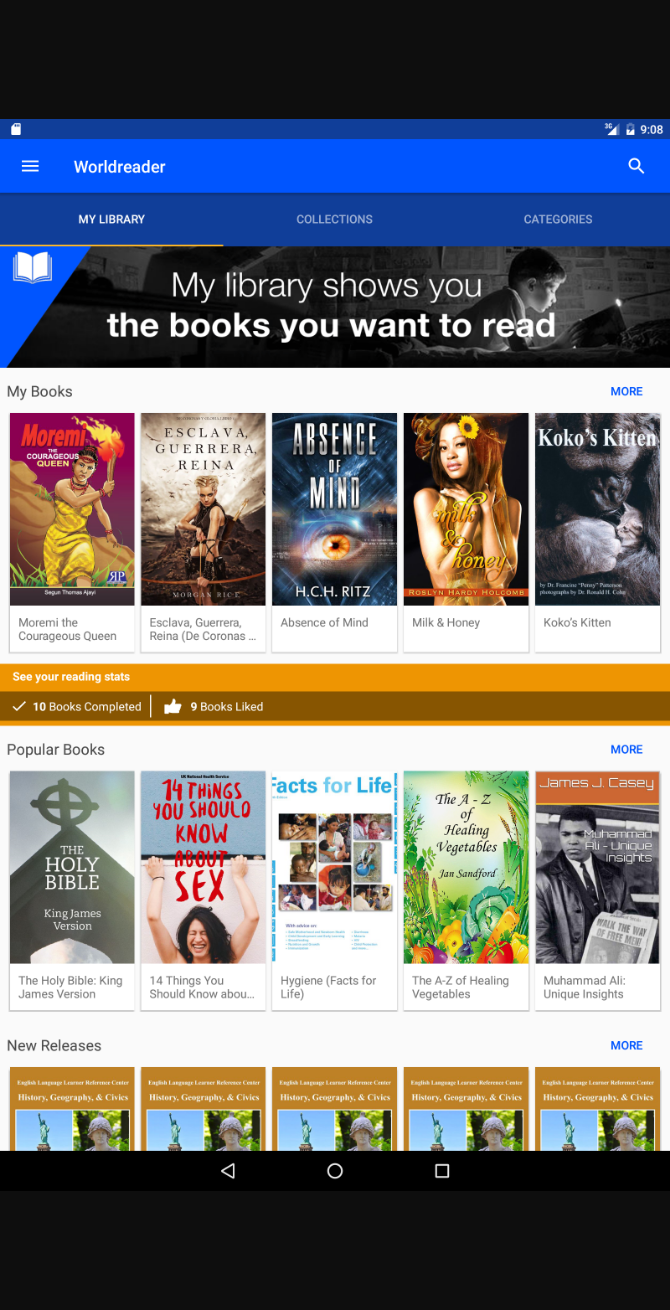 3G
9:08
Worldreader
MY LIBRARY
COLLECTIONS
CATEGORIES
My library shows you
the books you want to read
My Books
MORE
Moremi
THE
COURAGEOUS
QUEEN
Segun Thomas Ajayi
RP
ESCLAVA,
GUERRERA,
REINA
MORGAN RICE
ABSENCE
OF
MIND
H.C.H. RITZ
Milk
&
honey
ROSLYN HARDY HOLCOMB
Koko's Kitten
by Dr. Francine "Penny" Patterson
photographs by Dr. Ronald H. Cohn
Moremi the
Courageous Queen
Esclava, Guerrera,
Reina (De Coronas ...
Absence of Mind
Milk & Honey
Koko's Kitten
See your reading stats
10 Books Completed
9 Books Liked
Popular Books
MORE
THE
HOLY
BIBLE
King James
Version
14 THINGS
YOU SHOULD
KNOW
ABOUT
SEX
acts for Life
With advice on:
The A - Z
of
Healing
Vegetables
Jan Sandford
James J. Casey
Muhammad
Ali - Unique
Insights
WALK THE WAY
OF FREE MEN!
The Holy Bible: King
James Version
14 Things You
Should Know abou...
Hygiene (Facts for
Life)
The A-Z of Healing
Vegetables
Muhammad Ali:
Unique Insights
New Releases
MORE
English Language Learner Reference Center
History, Geography, & Civics
English Language Learner Reference Center
History, Geography, & Civics
English Language Learner Reference Center
History, Geography, & Civics
English Language Learner Reference Center
History, Geography, & Civics
English Language Learner Reference Center
History, Geography, & Civics